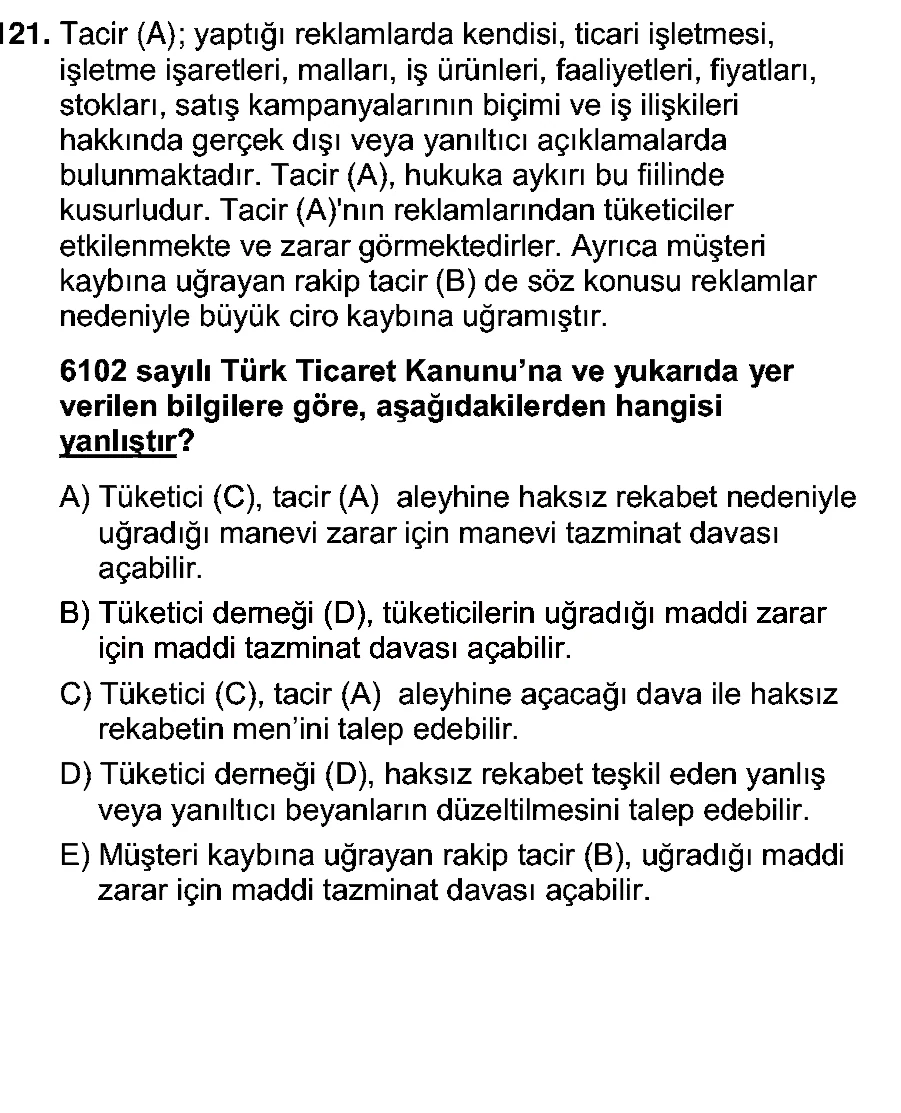 121. Tacir (A); yaptığı reklamlarda kendisi, ticari işletmesi,
işletme işaretleri, malları, iş ürünleri, faaliyetleri, fiyatları,
stokları, satış kampanyalarının biçimi ve iş ilişkileri
hakkında gerçek dışı veya yanıltıcı açıklamalarda
bulunmaktadır. Tacir (A), hukuka aykırı bu fiilinde
kusurludur. Tacir (A)'nın reklamlarından tüketiciler
etkilenmekte ve zarar görmektedirler. Ayrıca müşteri
kaybına uğrayan rakip tacir (B) de söz konusu reklamlar
nedeniyle büyük ciro kaybına uğramıştır.
6102 sayılı Türk Ticaret Kanunu’na ve yukarıda yer
verilen bilgilere göre, aşağıdakilerden hangisi
yanlıştır?
A) Tüketici (C), tacir (A) aleyhine haksız rekabet nedeniyle
uğradığı manevi zarar için manevi tazminat davası
açabilir.
B) Tüketici derneği (D), tüketicilerin uğradığı maddi zarar
için maddi tazminat davası açabilir.
C) Tüketici (C), tacir (A) aleyhine açacağı dava ile haksız
rekabetin men’ini talep edebilir.
D) Tüketici derneği (D), haksız rekabet teşkil eden yanlış
veya yanıltıcı beyanların düzeltilmesini talep edebilir.
E) Müşteri kaybına uğrayan rakip tacir (B), uğradığı maddi
zarar için maddi tazminat davası açabilir.